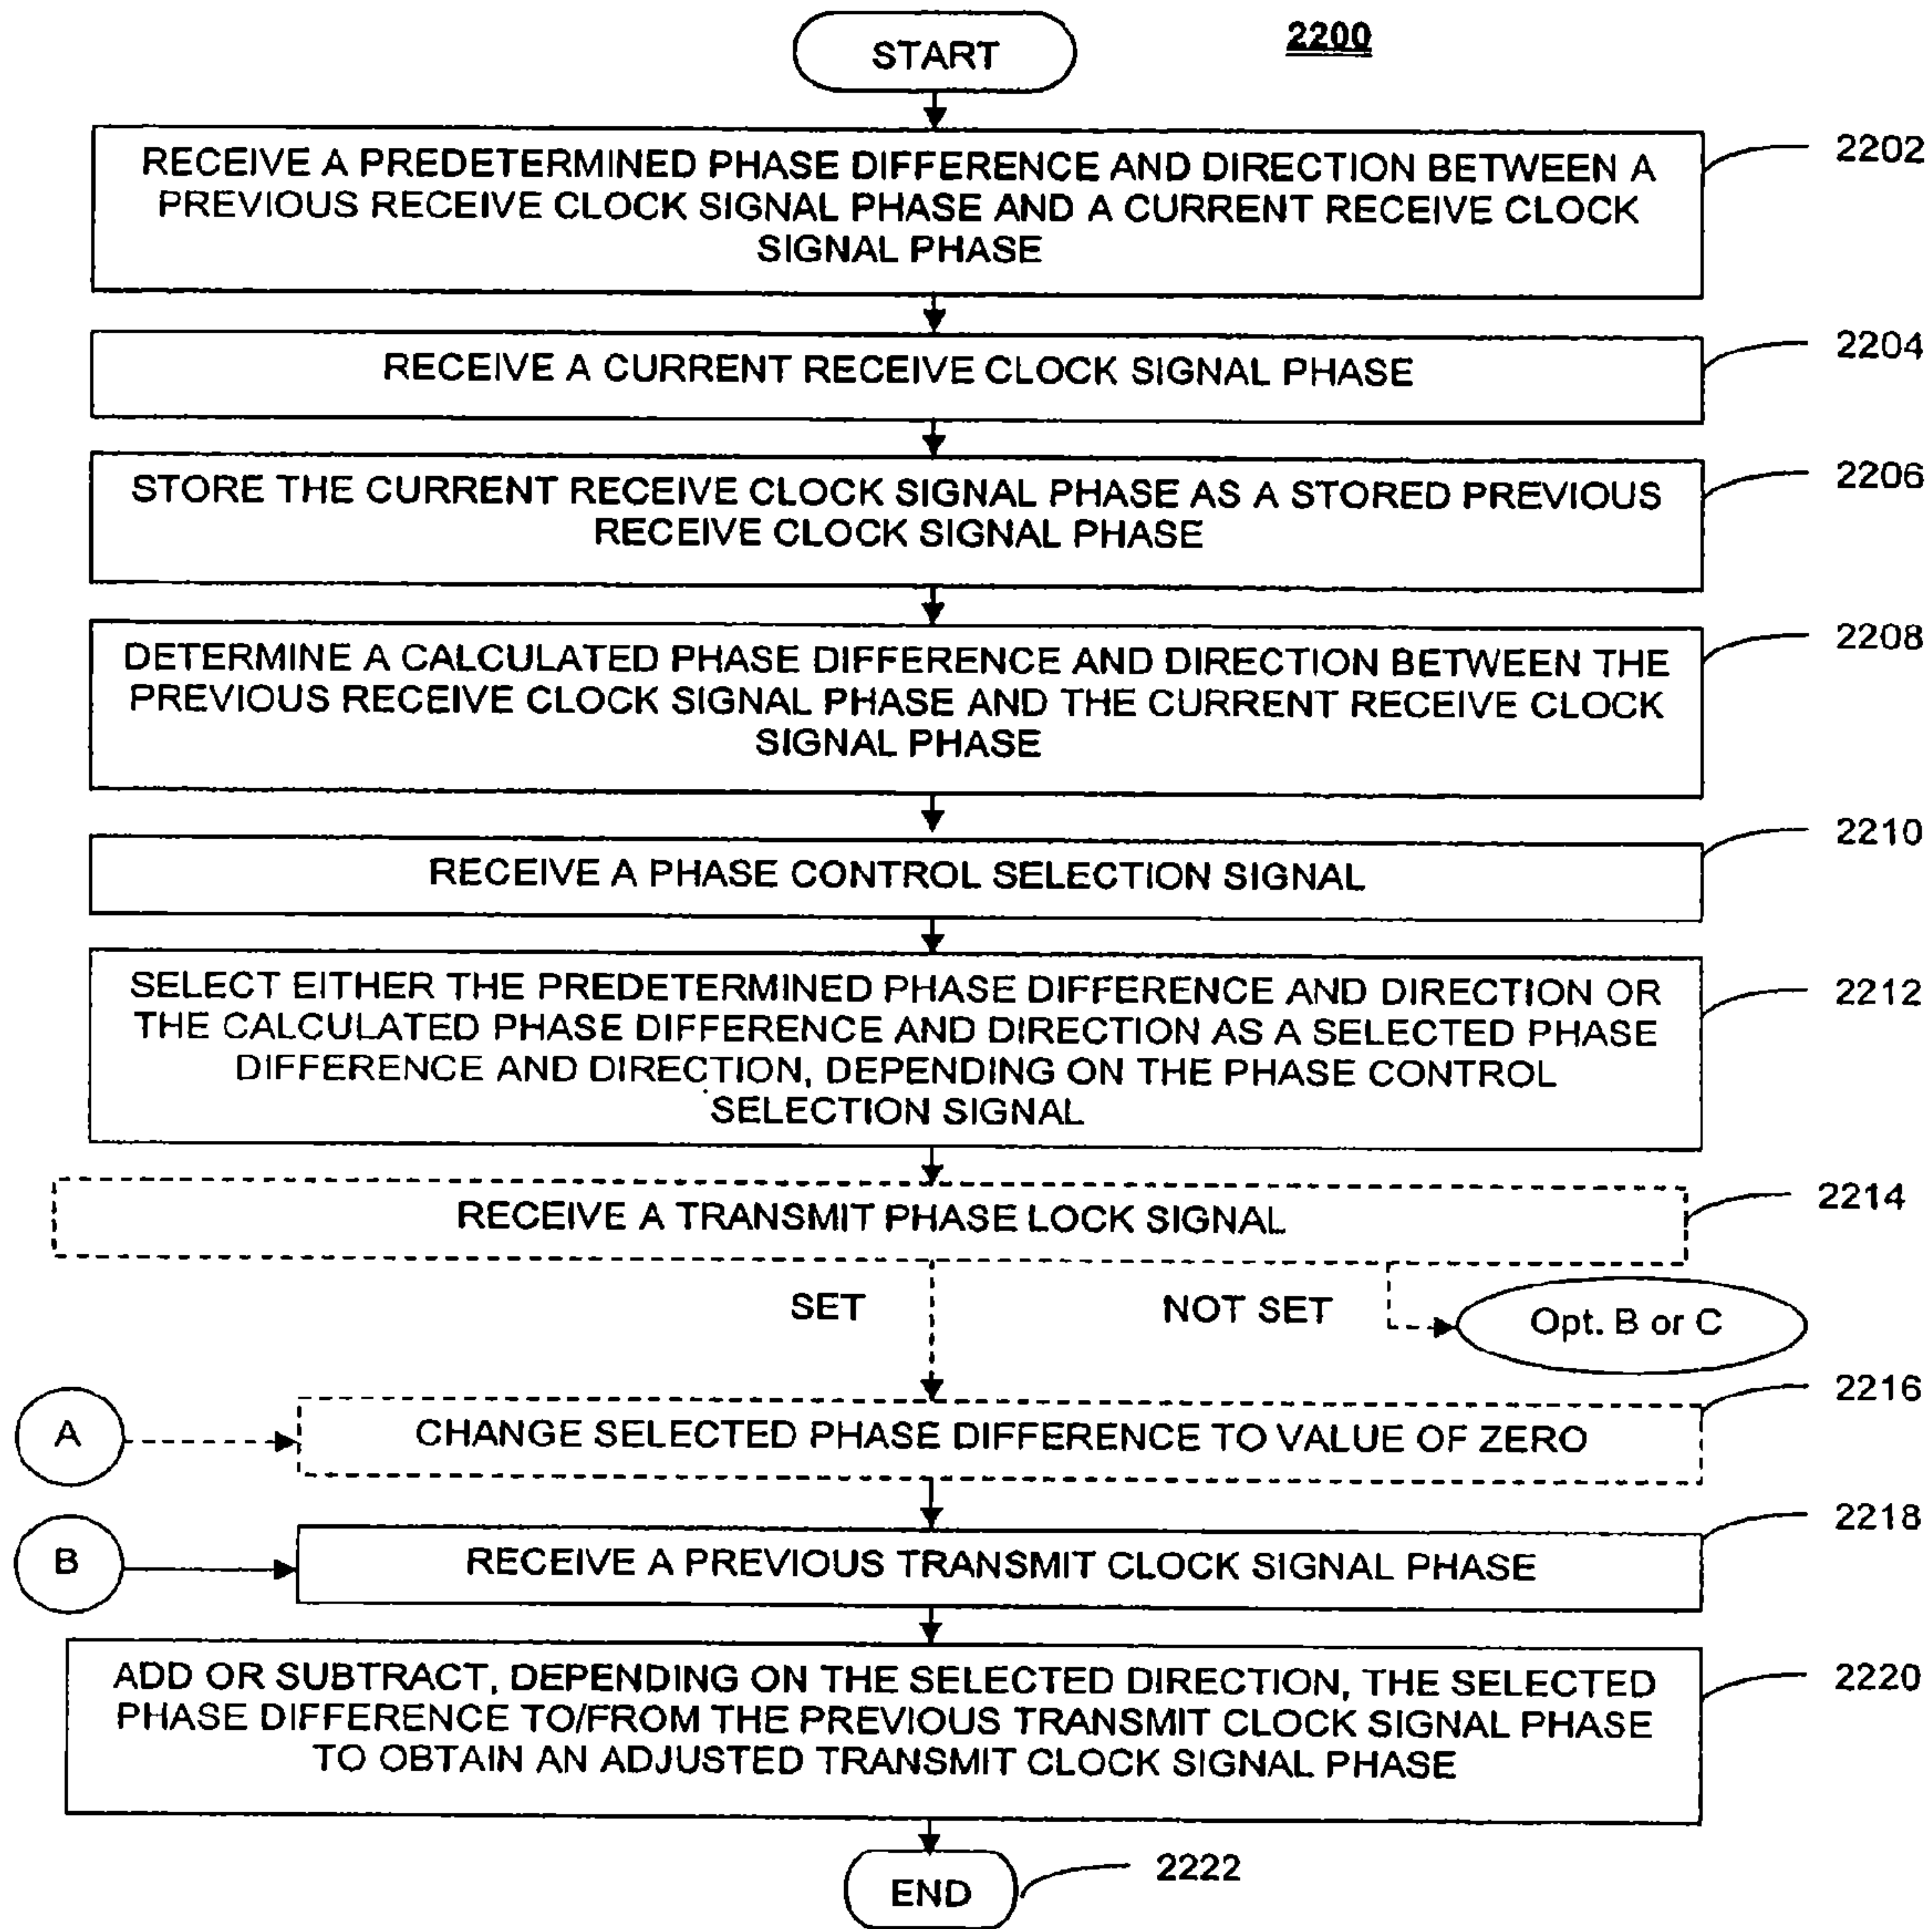 START
2200
RECEIVE A PREDETERMINED PHASE DIFFERENCE AND DIRECTION BETWEEN A
PREVIOUS RECEIVE CLOCK SIGNAL PHASE AND A CURRENT RECEIVE CLOCK
SIGNAL PHASE
2202
RECEIVE A CURRENT RECEIVE CLOCK SIGNAL PHASE
2204
STORE THE CURRENT RECEIVE CLOCK SIGNAL PHASE AS A STORED PREVIOUS
RECEIVE CLOCK SIGNAL PHASE
2206
DETERMINE A CALCULATED PHASE DIFFERENCE AND DIRECTION BETWEEN THE
PREVIOUS RECEIVE CLOCK SIGNAL PHASE AND THE CURRENT RECEIVE CLOCK
SIGNAL PHASE
2208
RECEIVE A PHASE CONTROL SELECTION SIGNAL
2210
SELECT EITHER THE PREDETERMINED PHASE DIFFERENCE AND DIRECTION OR
THE CALCULATED PHASE DIFFERENCE AND DIRECTION AS A SELECTED PHASE
DIFFERENCE AND DIRECTION, DEPENDING ON THE PHASE CONTROL
SELECTION SIGNAL
2212
RECEIVE A TRANSMIT PHASE LOCK SIGNAL
2214
SET
NOT SET
Opt. B or C
A
CHANGE SELECTED PHASE DIFFERENCE TO VALUE OF ZERO
2216
B
RECEIVE A PREVIOUS TRANSMIT CLOCK SIGNAL PHASE
2218
ADD OR SUBTRACT, DEPENDING ON THE SELECTED DIRECTION, THE SELECTED
PHASE DIFFERENCE TO/FROM THE PREVIOUS TRANSMIT CLOCK SIGNAL PHASE
TO OBTAIN AN ADJUSTED TRANSMIT CLOCK SIGNAL PHASE
2220
END
2222